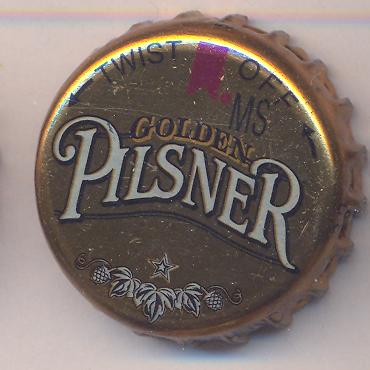 TWIST OFF
MS
GOLDEN
PILSNER